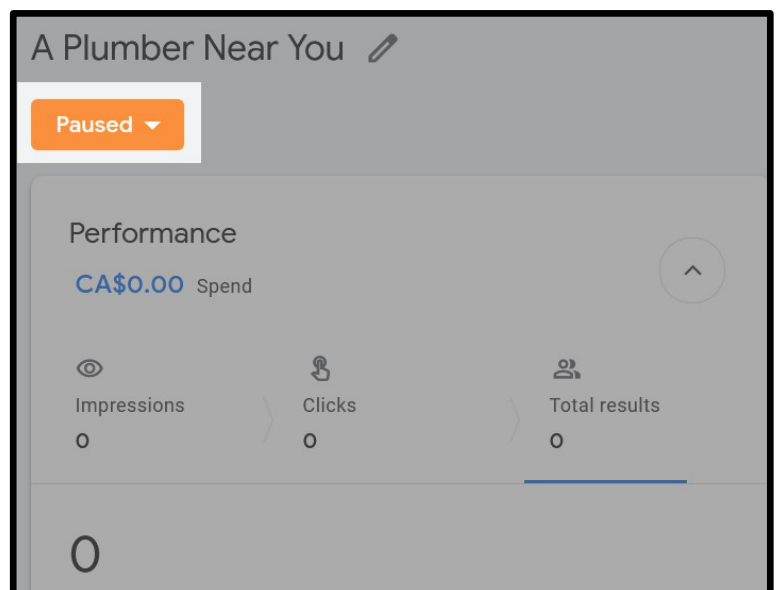 A Plumber Near You
Paused
Performance
CA$0.00 Spend
Impressions Clicks Total results
0 0 0
0